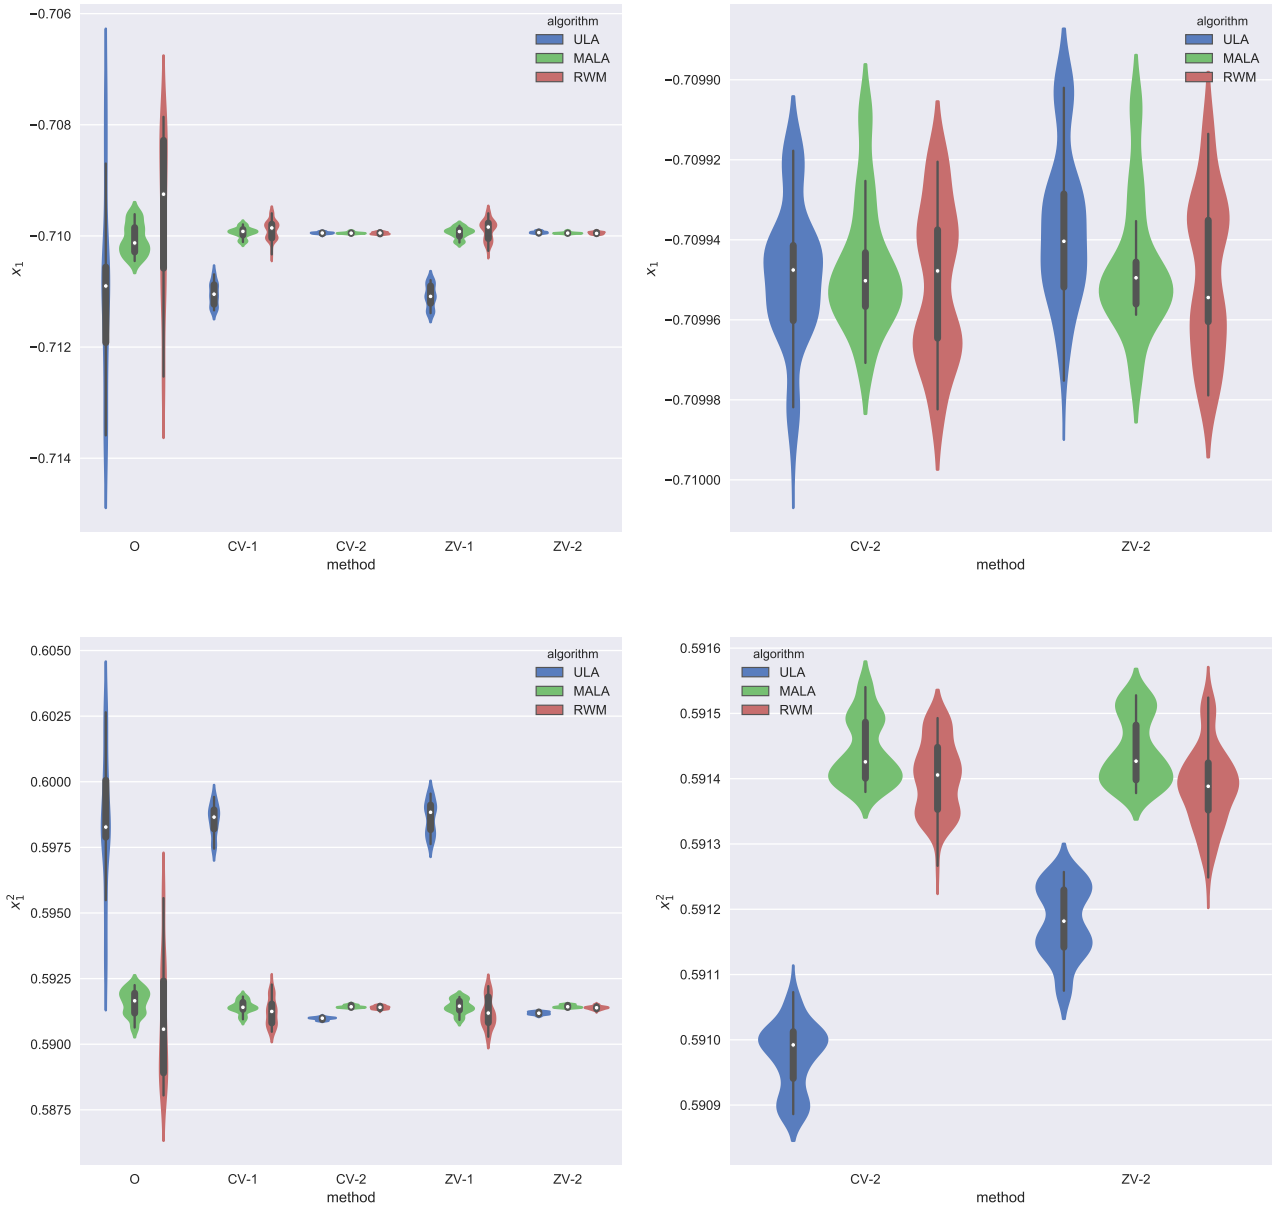 −0.706
−0.708
−0.710
−0.712
−0.714
x₁
algorithm
ULA
MALA
RWM
O
CV-1
CV-2
ZV-1
ZV-2
method
−0.70990
−0.70992
−0.70994
−0.70996
−0.70998
−0.71000
x₁
algorithm
ULA
MALA
RWM
CV-2
ZV-2
method
0.6050
0.6025
0.6000
0.5975
0.5950
0.5925
0.5900
0.5875
x₁²
algorithm
ULA
MALA
RWM
O
CV-1
CV-2
ZV-1
ZV-2
method
0.5916
0.5915
0.5914
0.5913
0.5912
0.5911
0.5910
0.5909
x₁²
algorithm
ULA
MALA
RWM
CV-2
ZV-2
method